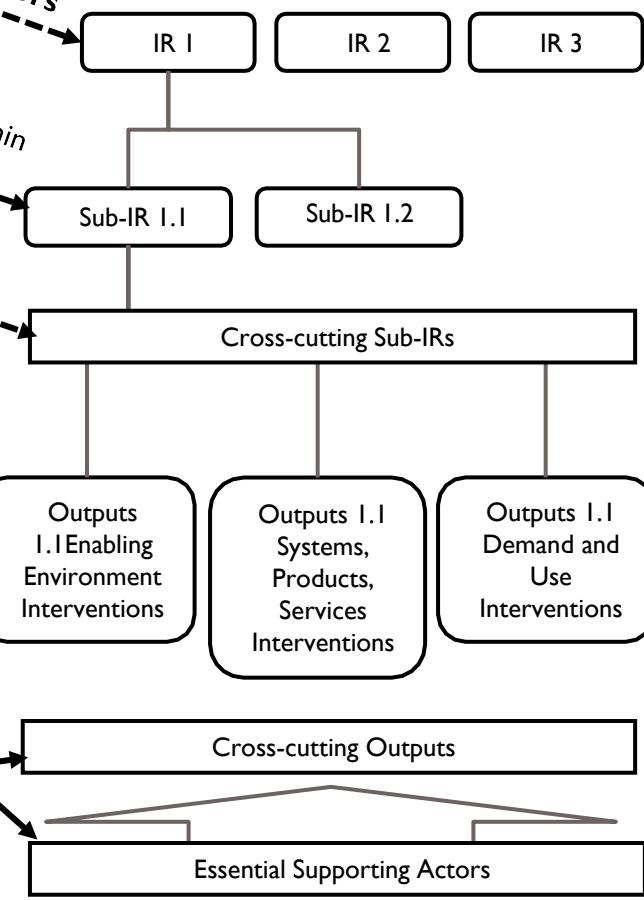 IR 1
IR 2
IR 3
Sub-IR 1.1
Sub-IR 1.2
Cross-cutting Sub-IRs
Outputs
1.1Enabling
Environment
Interventions
Outputs 1.1
Systems,
Products,
Services
Interventions
Outputs 1.1
Demand and
Use
Interventions
Cross-cutting Outputs
Essential Supporting Actors